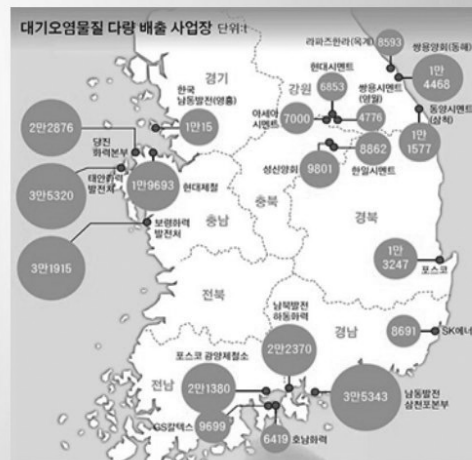 대기오염물질 다량 배출 사업장 단위:t
라파즈한라(옥계)
8593
쌍용양회(동해)
1만
4468
경기
강원
현대시멘트
6853
한국
남동발전(영흥)
1만15
아세아
시멘트
7000
쌍용시멘트
(영월)
4776
동양시멘트
(삼척)
1만
1577
2만2876
당진
화력본부
성신양회
9801
8862
한일시멘트
3만5320
태안화력
발전처
1만9693
현대제철
충북
충남
경북
3만1915
보령화력
발전처
1만
3247
포스코
전북
남북발전
하동화력
2만2370
경남
8691
SK에너
포스코 광양제철소
전남
2만1380
3만5343
남동발전
삼천포본부
GS칼텍스
9699
6419
호남화력